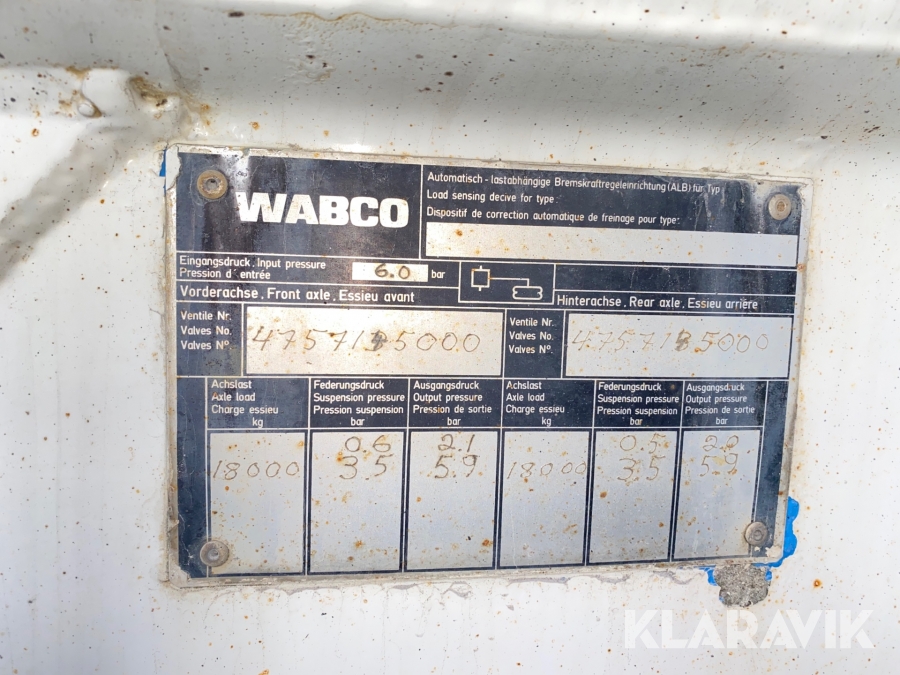 WABCO
Automatisch - lastabhängige Bremskraftregeleinrichtung (ALB) für Typ
Load sensing decive for type:
Dispositif de correction automatique de freinage pour type:
Eingangsdruck, Input pressure
Pression d' entrée
6.0 bar
Vorderachse, Front axle, Essieu avant
Hinterachse, Rear axle, Essieu arrière
Ventile Nr.
Valves No.
Valves N°.
4757135000
Ventile Nr.
Valves No.
Valves N°.
4757135000
Achslast
Axle load
Charge essieu
kg
Federungsdruck
Suspension pressure
Pression suspension
bar
Ausgangsdruck
Output pressure
Pression de sortie
bar
Achslast
Axle load
Charge essieu
kg
Federungsdruck
Suspension pressure
Pression suspension
bar
Ausgangsdruck
Output pressure
Pression de sortie
bar
0.6 2.1 0.5 2.2
18000 3.5 5.9 18000 3.5 5.9
KLARAVIK